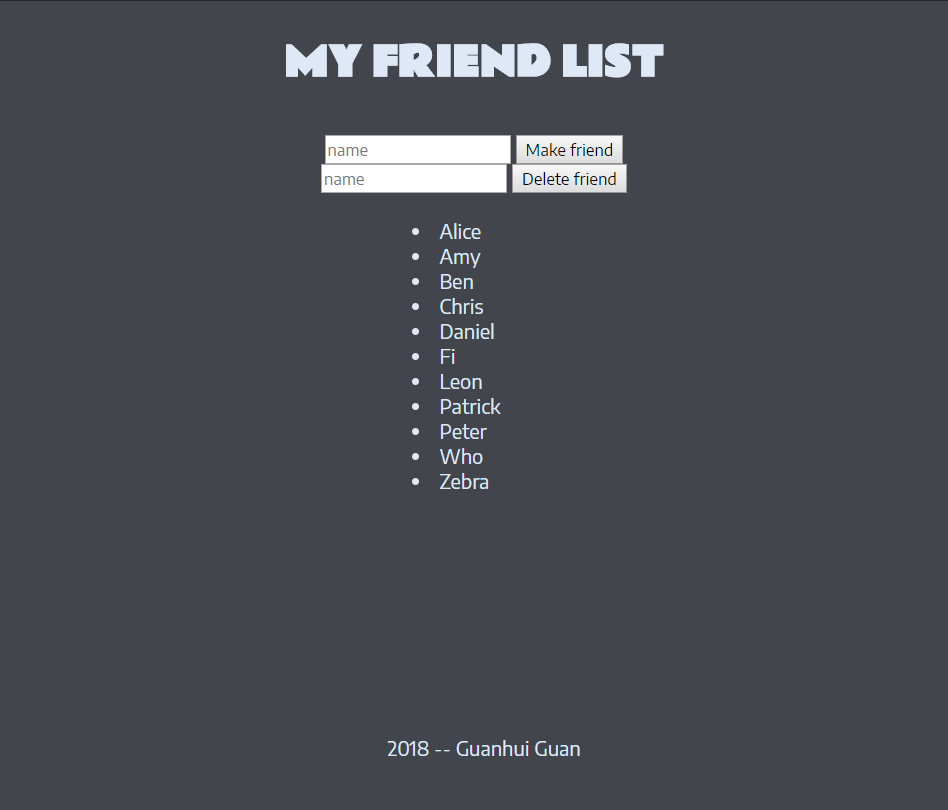 MY FRIEND LIST
name Make friend
name Delete friend
Alice
Amy
Ben
Chris
Daniel
Fi
Leon
Patrick
Peter
Who
Zebra
2018 -- Guanhui Guan